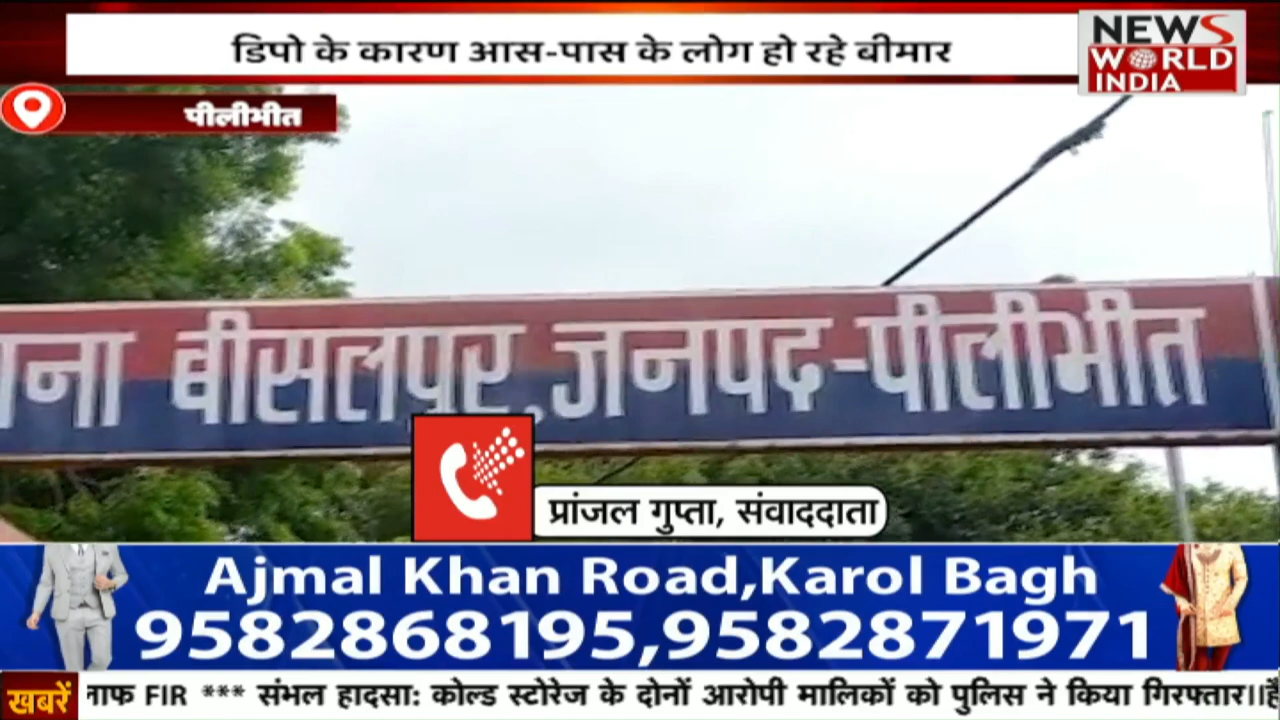 डिपो के कारण आस-पास के लोग हो रहे बीमार
NEWS
WORLD
INDIA
पीलीभीत
बीसलपुर, जनपद-पीलीभीत
प्रांजल गुप्ता, संवाददाता
Ajmal Khan Road,Karol Bagh
9582868195,9582871971
खबरें
FIR *** संभल हादसा: कोल्ड स्टोरेज के दोनों आरोपी मालिकों को पुलिस ने किया गिरफ्तार।।